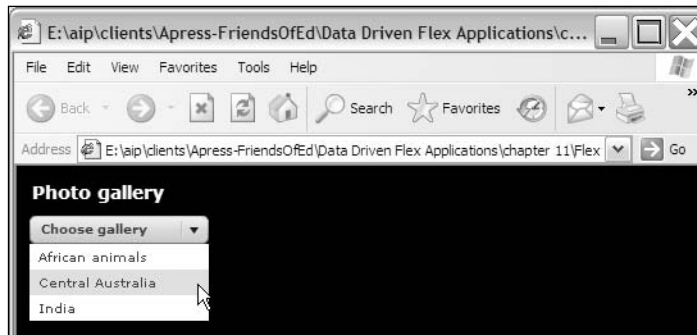 E:\aip\clients\Apress-FriendsOfEd\Data Driven Flex Applications\c...
File Edit View Favorites Tools Help
Back Search Favorites »
Address E:\aip\clients\Apress-FriendsOfEd\Data Driven Flex Applications\chapter 11\Flex Go
Photo gallery
Choose gallery
African animals
Central Australia
India